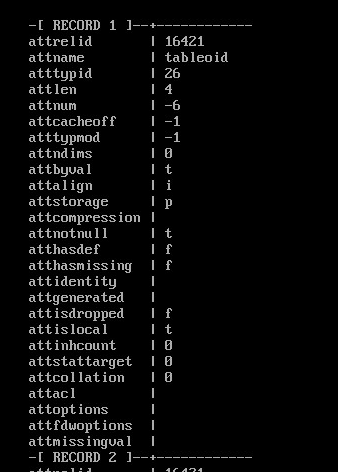 -[ RECORD 1 ]--+------------
attrelid       | 16421
attname        | tableoid
atttypid       | 26
attlen         | 4
attnum         | -6
attcacheoff    | -1
atttypmod      | -1
attndims       | 0
attbyval       | t
attalign       | i
attstorage     | p
attcompression |
attnotnull     | t
atthasdef      | f
atthasmissing  | f
attidentity    |
attgenerated   |
attisdropped   | f
attislocal     | t
attinhcount    | 0
attstattarget  | 0
attcollation   | 0
attacl         |
attoptions     |
attfdwoptions  |
attmissingval  |
-[ RECORD 2 ]--+------------
attrelid       | 16421